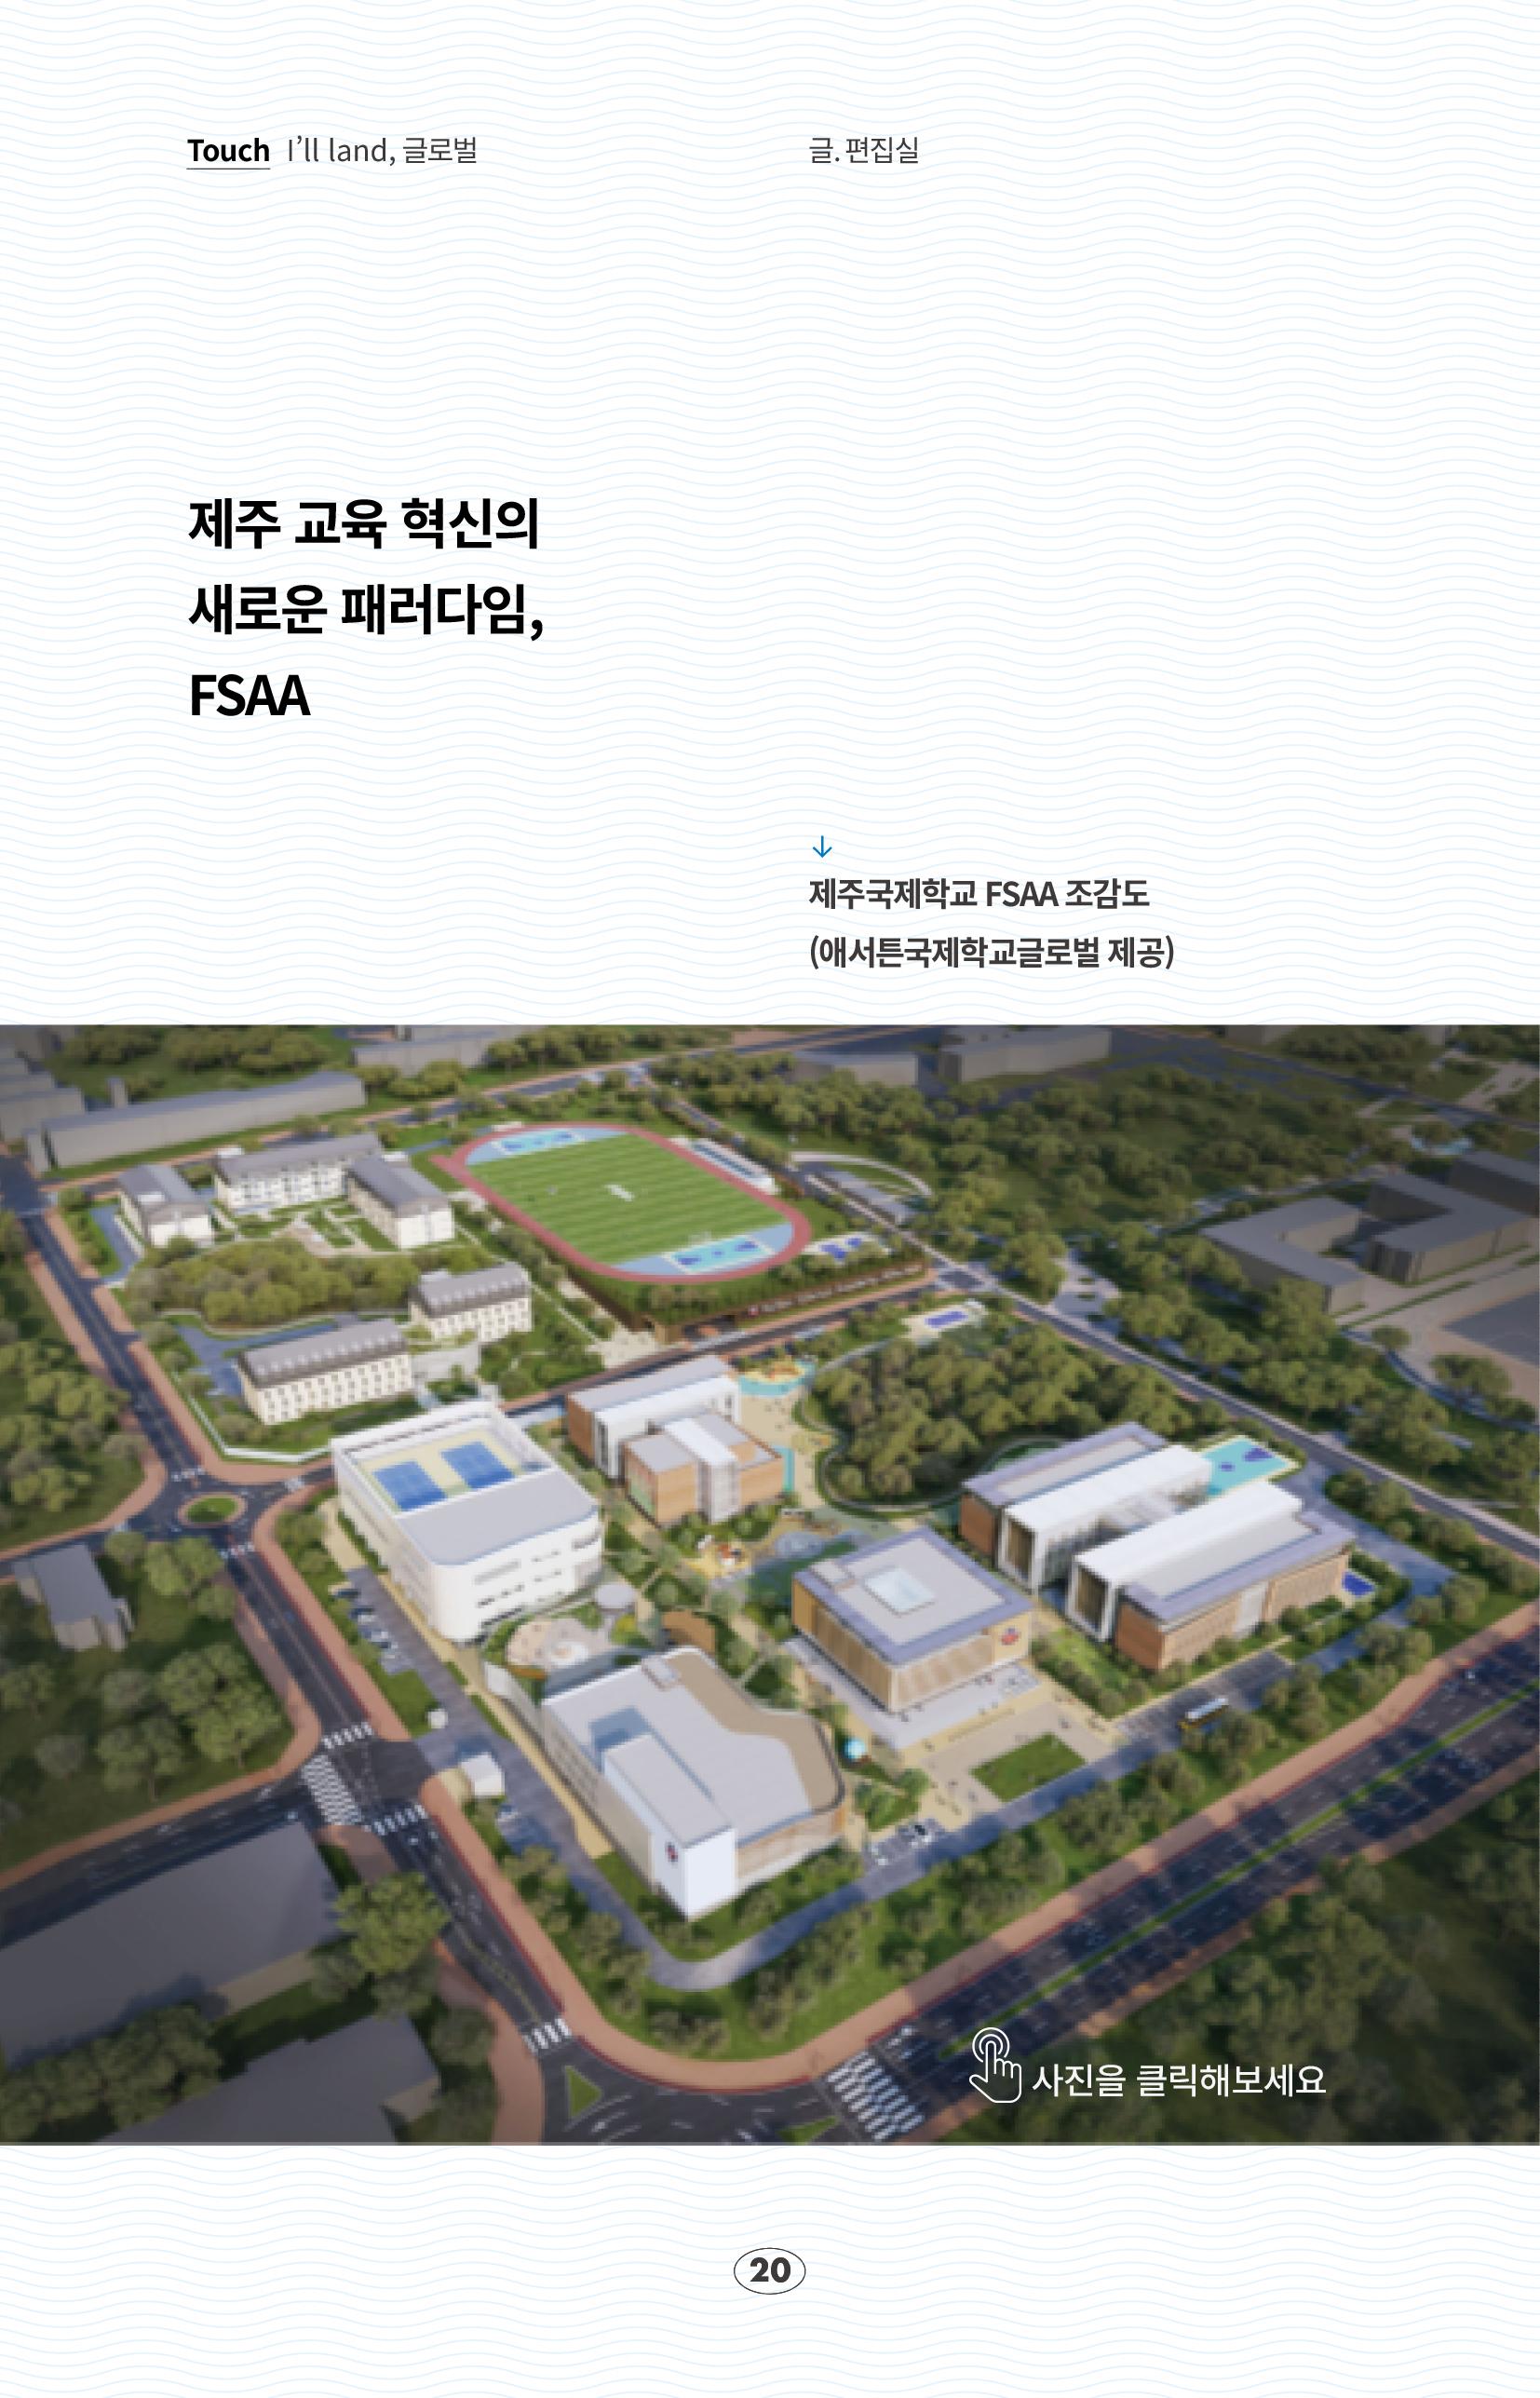 Touch I’ll land, 글로벌
글. 편집실
제주 교육 혁신의
새로운 패러다임,
FSAA
↓
제주국제학교 FSAA 조감도
(애서튼국제학교글로벌 제공)
사진을 클릭해보세요
20